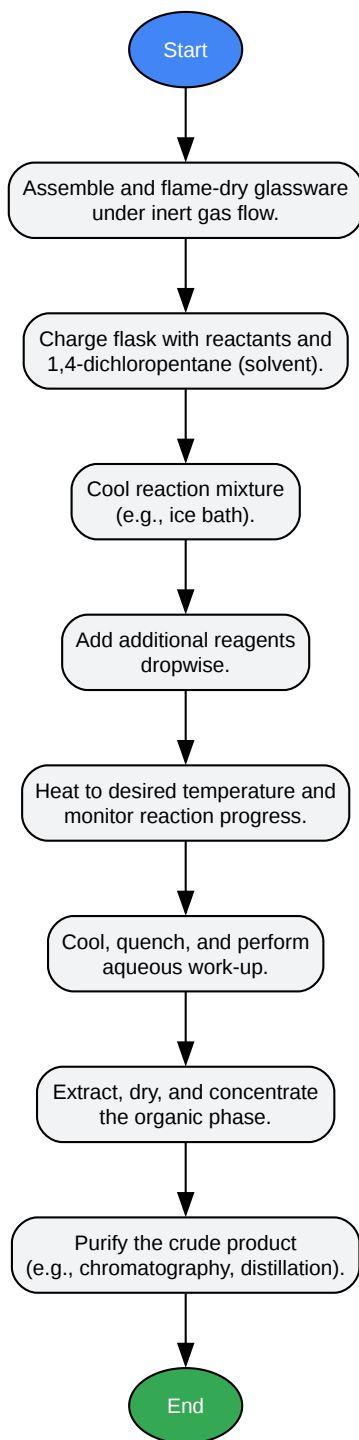 Start
Assemble and flame-dry glassware
under inert gas flow.
Charge flask with reactants and
1,4-dichloropentane (solvent).
Cool reaction mixture
(e.g., ice bath).
Add additional reagents
dropwise.
Heat to desired temperature and
monitor reaction progress.
Cool, quench, and perform
aqueous work-up.
Extract, dry, and concentrate
the organic phase.
Purify the crude product
(e.g., chromatography, distillation).
End